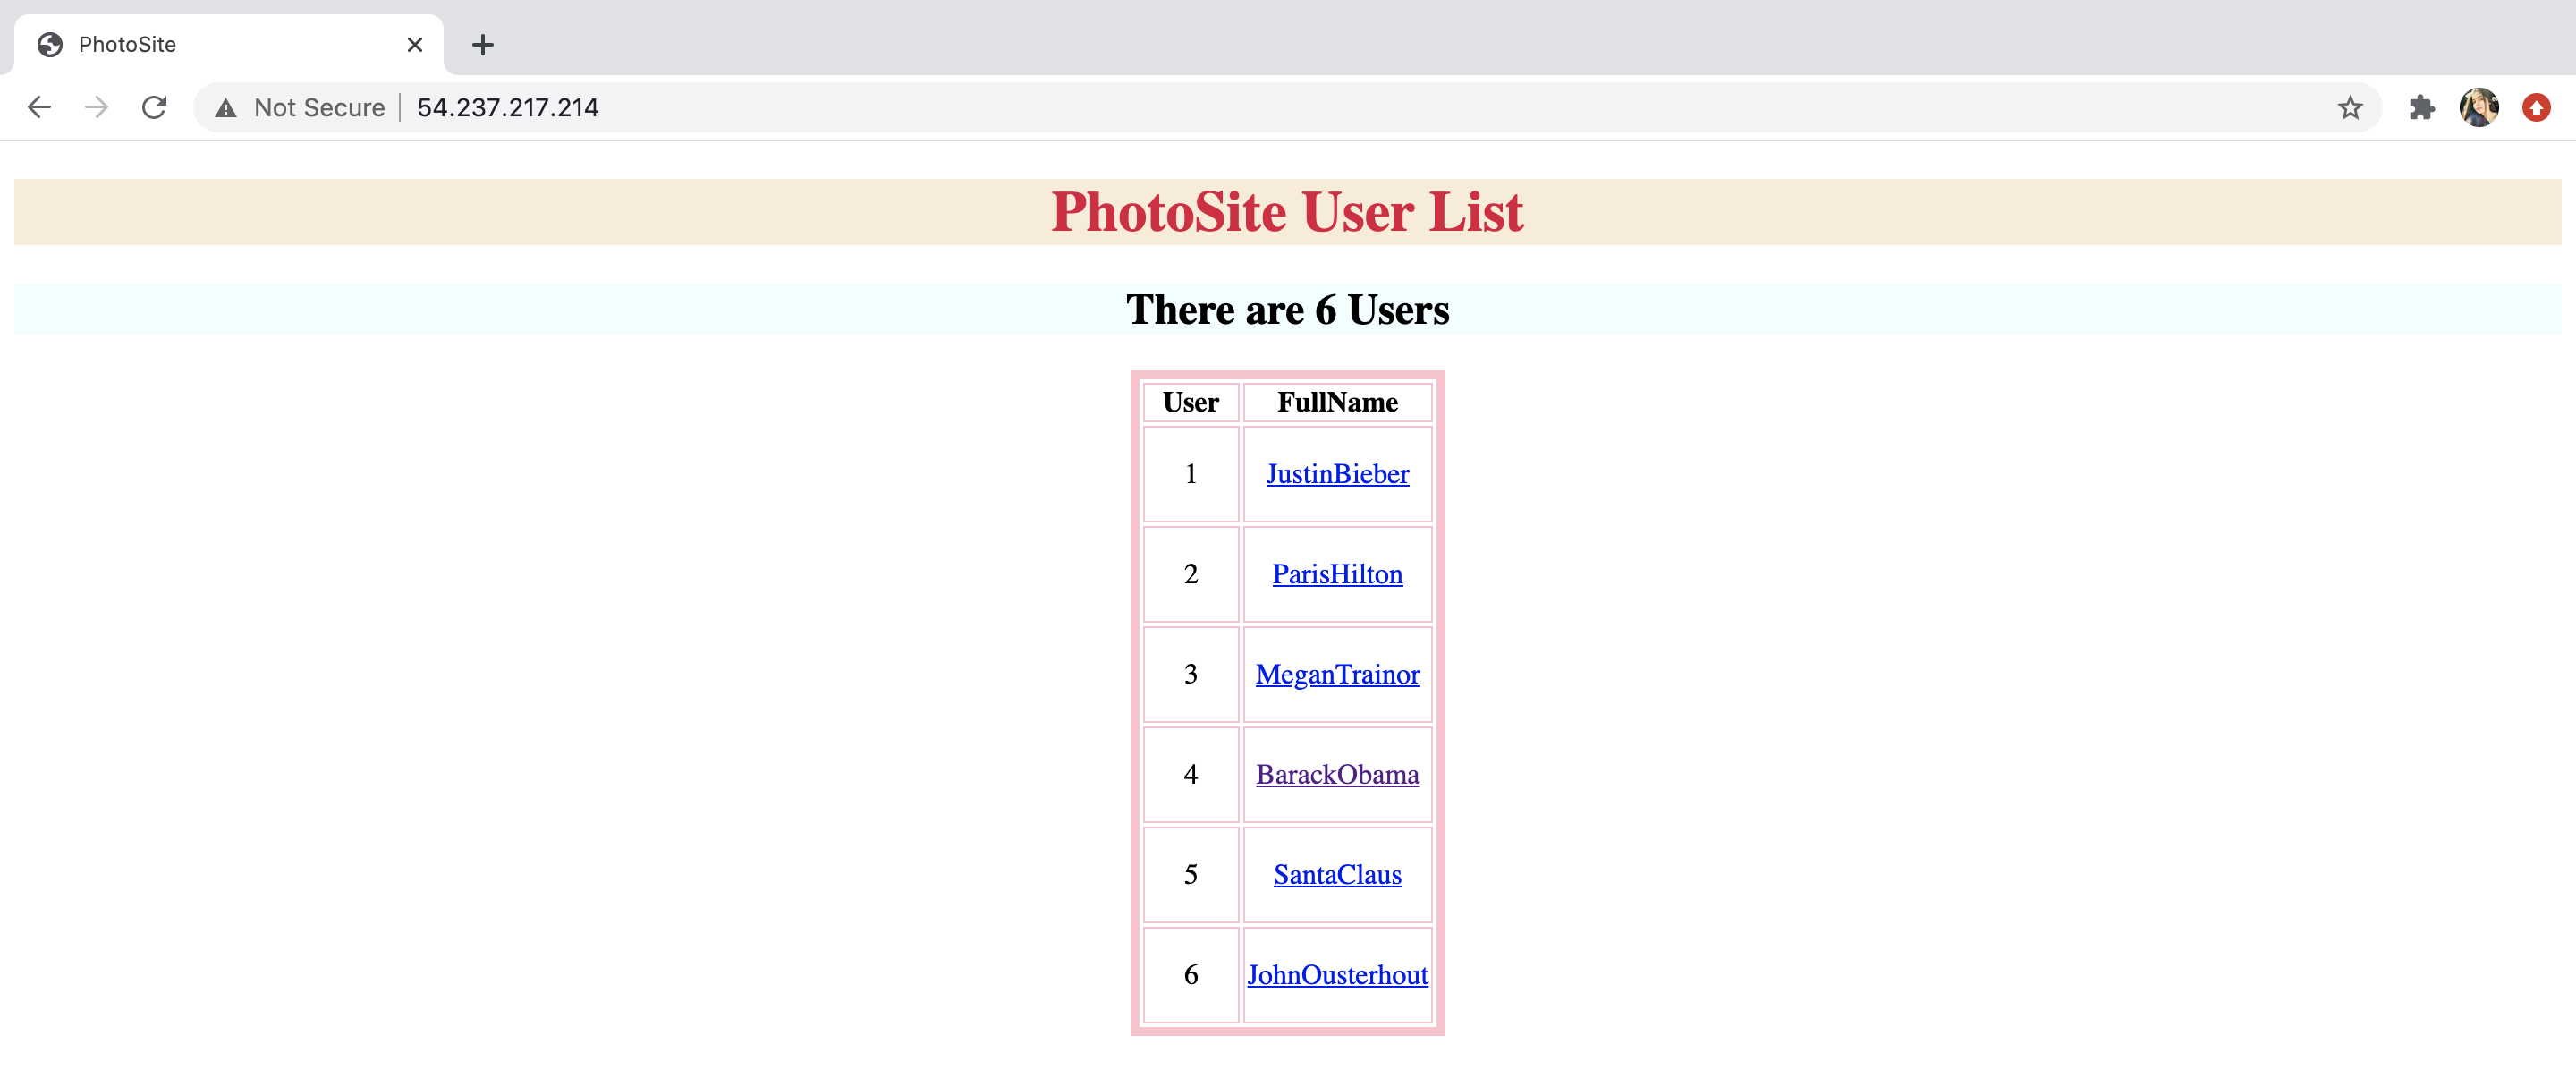 PhotoSite
Not Secure 54.237.217.214
PhotoSite User List
There are 6 Users
User FullName
1 JustinBieber
2 ParisHilton
3 MeganTrainor
4 BarackObama
5 SantaClaus
6 JohnOusterhout